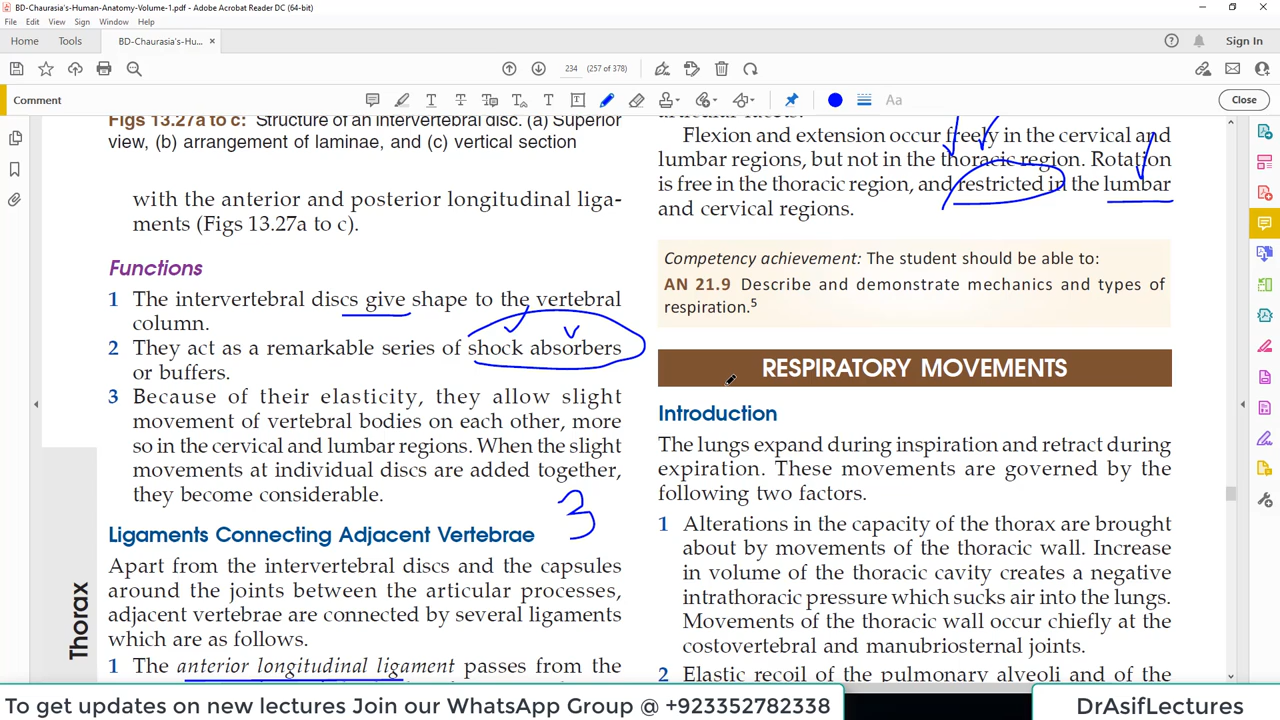 BD-Chaurasia's-Human-Anatomy-Volume-1.pdf - Adobe Acrobat Reader DC (64-bit)
File Edit View Sign Window Help
Home Tools BD-Chaurasia's-Hu... × Sign In
234 (257 of 378)
Comment Aa Close
Figs 13.27a to c: Structure of an intervertebral disc. (a) Superior
view, (b) arrangement of laminae, and (c) vertical section
with the anterior and posterior longitudinal liga-
ments (Figs 13.27a to c).
Functions
1 The intervertebral discs give shape to the vertebral
column.
2 They act as a remarkable series of shock absorbers
or buffers.
3 Because of their elasticity, they allow slight
movement of vertebral bodies on each other, more
so in the cervical and lumbar regions. When the slight
movements at individual discs are added together,
they become considerable.
3
Ligaments Connecting Adjacent Vertebrae
Apart from the intervertebral discs and the capsules
around the joints between the articular processes,
adjacent vertebrae are connected by several ligaments
which are as follows.
1 The anterior longitudinal ligament passes from the
Thorax
Flexion and extension occur freely in the cervical and
lumbar regions, but not in the thoracic region. Rotation
is free in the thoracic region, and restricted in the lumbar
and cervical regions.
Competency achievement: The student should be able to:
AN 21.9 Describe and demonstrate mechanics and types of
respiration.5
RESPIRATORY MOVEMENTS
Introduction
The lungs expand during inspiration and retract during
expiration. These movements are governed by the
following two factors.
1 Alterations in the capacity of the thorax are brought
about by movements of the thoracic wall. Increase
in volume of the thoracic cavity creates a negative
intrathoracic pressure which sucks air into the lungs.
Movements of the thoracic wall occur chiefly at the
costovertebral and manubriosternal joints.
2 Elastic recoil of the pulmonary alveoli and of the
To get updates on new lectures Join our WhatsApp Group @ +923352782338
DrAsifLectures